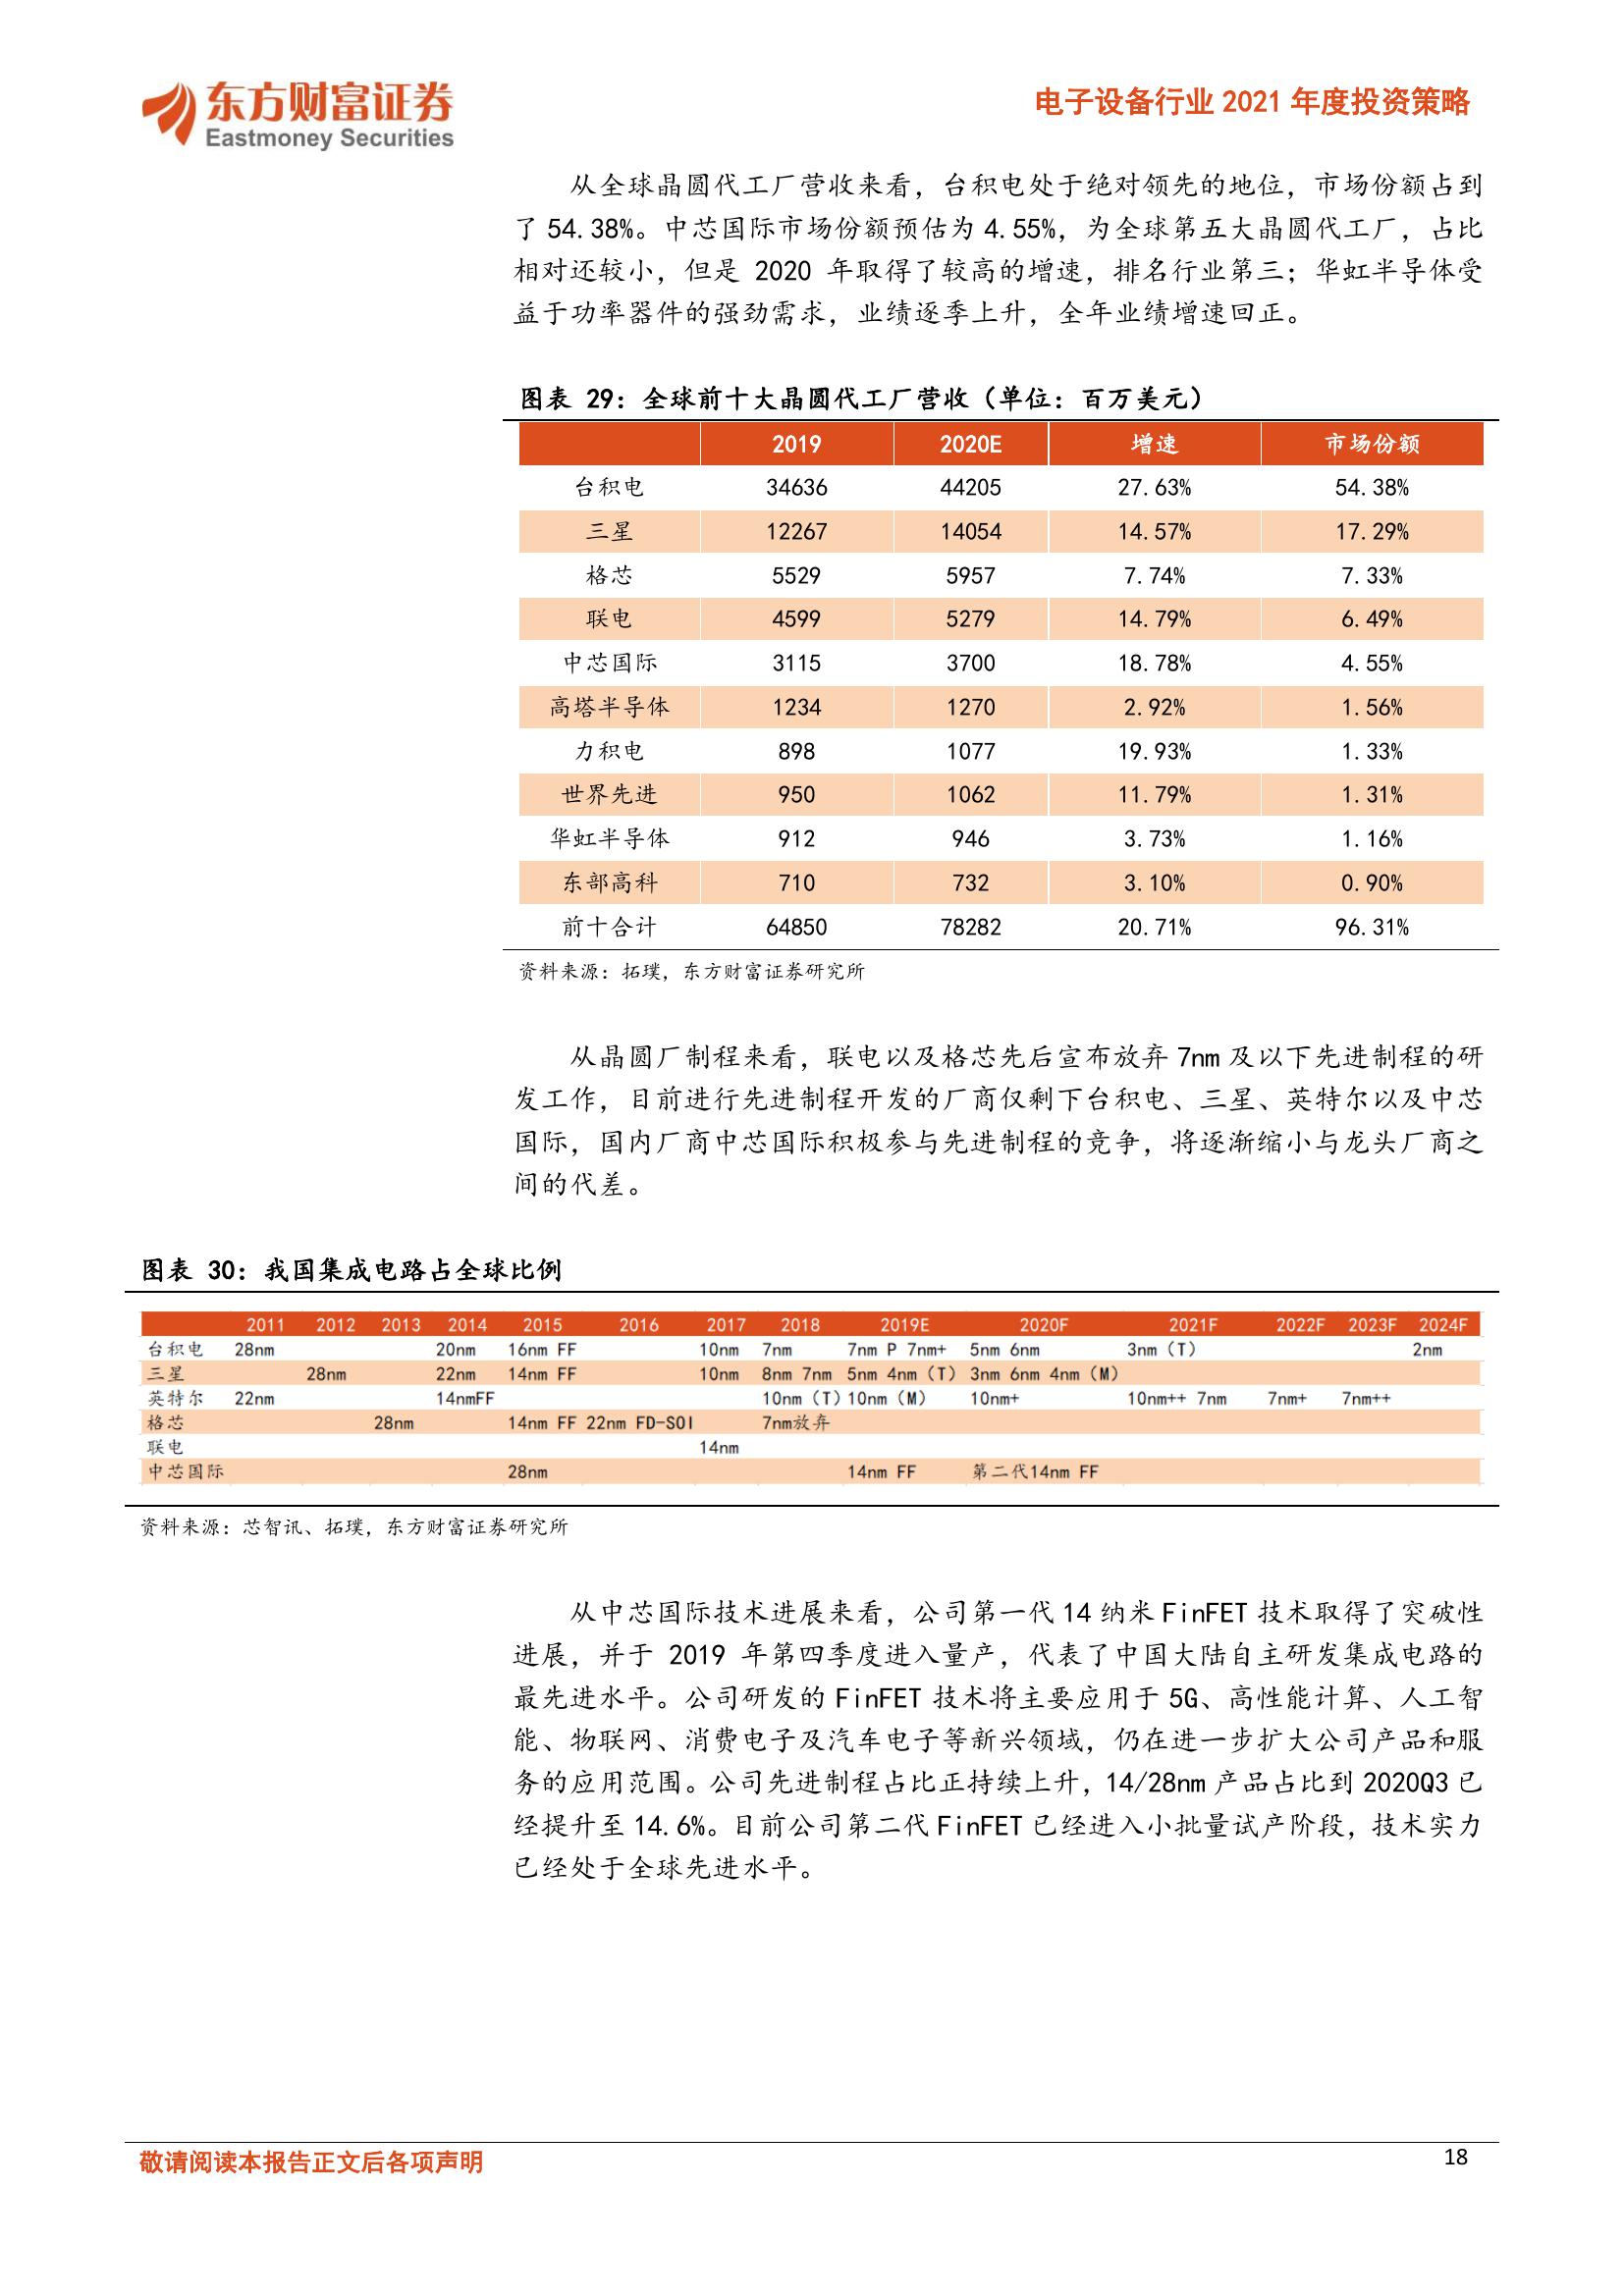 东方财富证券
Eastmoney Securities
电子设备行业 2021 年度投资策略
从全球晶圆代工厂营收来看，台积电处于绝对领先的地位，市场份额占到
了 54.38%。中芯国际市场份额预估为 4.55%，为全球第五大晶圆代工厂，占比
相对还较小，但是 2020 年取得了较高的增速，排名行业第三；华虹半导体受
益于功率器件的强劲需求，业绩逐季上升，全年业绩增速回正。
图表 29：全球前十大晶圆代工厂营收（单位：百万美元）
2019 2020E 增速 市场份额
台积电 34636 44205 27.63% 54.38%
三星 12267 14054 14.57% 17.29%
格芯 5529 5957 7.74% 7.33%
联电 4599 5279 14.79% 6.49%
中芯国际 3115 3700 18.78% 4.55%
高塔半导体 1234 1270 2.92% 1.56%
力积电 898 1077 19.93% 1.33%
世界先进 950 1062 11.79% 1.31%
华虹半导体 912 946 3.73% 1.16%
东部高科 710 732 3.10% 0.90%
前十合计 64850 78282 20.71% 96.31%
资料来源：拓璞，东方财富证券研究所
从晶圆厂制程来看，联电以及格芯先后宣布放弃 7nm 及以下先进制程的研
发工作，目前进行先进制程开发的厂商仅剩下台积电、三星、英特尔以及中芯
国际，国内厂商中芯国际积极参与先进制程的竞争，将逐渐缩小与龙头厂商之
间的代差。
图表 30：我国集成电路占全球比例
2011 2012 2013 2014 2015 2016 2017 2018 2019E 2020F 2021F 2022F 2023F 2024F
台积电 28nm 20nm 16nm FF 10nm 7nm 7nm P 7nm+ 5nm 6nm 3nm（T） 2nm
三星 28nm 22nm 14nm FF 10nm 8nm 7nm 5nm 4nm（T） 3nm 6nm 4nm（M）
英特尔 22nm 14nmFF 10nm（T） 10nm（M） 10nm+ 10nm++ 7nm 7nm+ 7nm++
格芯 28nm 14nm FF 22nm FD-SOI 7nm放弃
联电 14nm
中芯国际 28nm 14nm FF 第二代14nm FF
资料来源：芯智讯、拓璞，东方财富证券研究所
从中芯国际技术进展来看，公司第一代 14 纳米 FinFET 技术取得了突破性
进展，并于 2019 年第四季度进入量产，代表了中国大陆自主研发集成电路的
最先进水平。公司研发的 FinFET 技术将主要应用于 5G、高性能计算、人工智
能、物联网、消费电子及汽车电子等新兴领域，仍在进一步扩大公司产品和服
务的应用范围。公司先进制程占比正持续上升，14/28nm 产品占比到 2020Q3 已
经提升至 14.6%。目前公司第二代 FinFET 已经进入小批量试产阶段，技术实力
已经处于全球先进水平。
敬请阅读本报告正文后各项声明
18